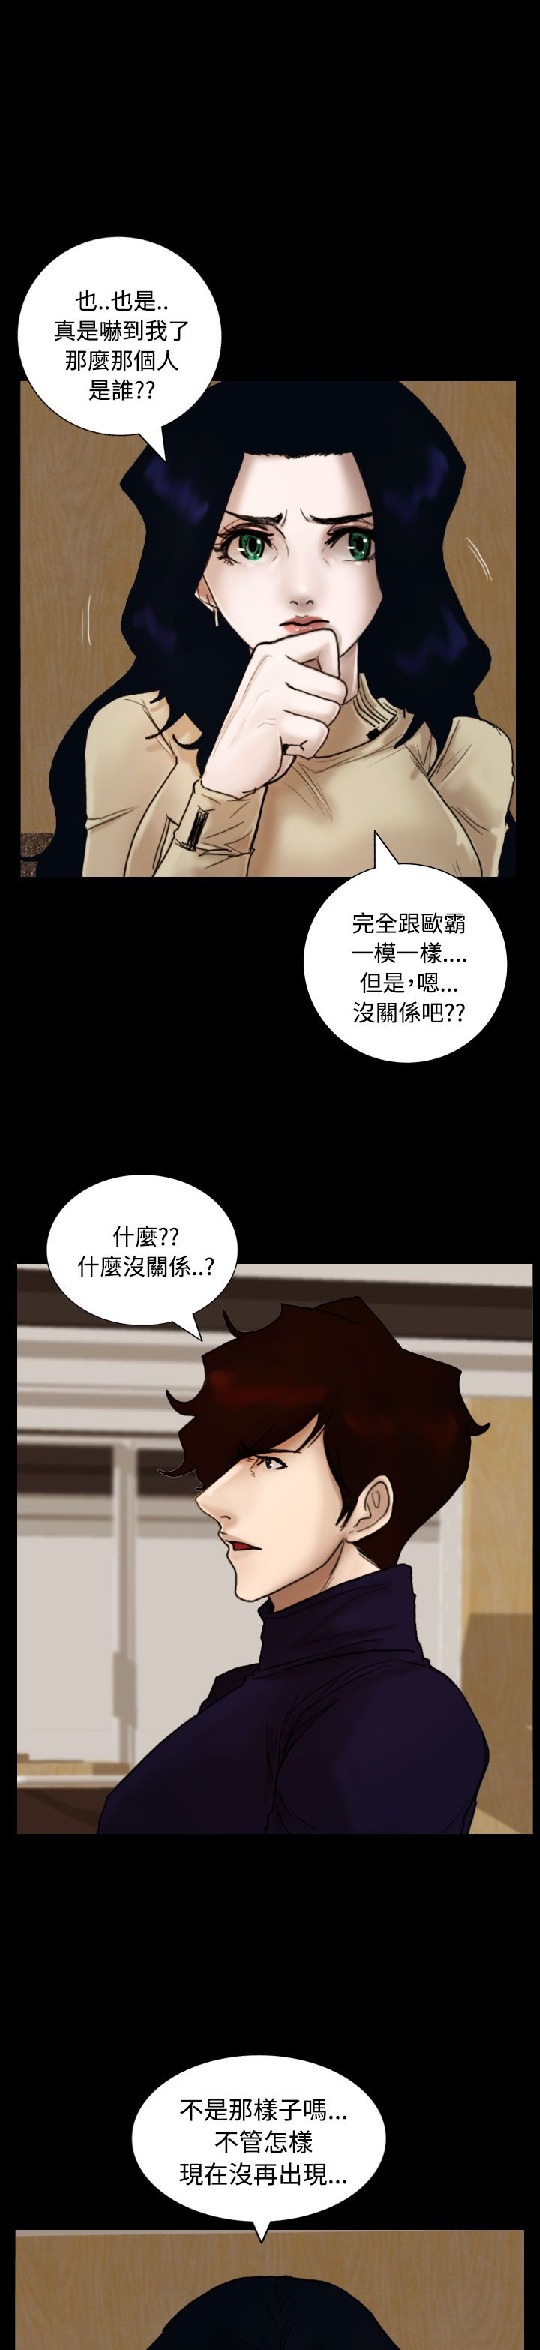 也..也是..
真是嚇到我了
那麼那個人
是誰??
完全跟歐霸
一模一樣....
但是，嗯...
沒關係吧??
什麼??
什麼沒關係..?
不是那樣子嗎...
不管怎樣
現在沒再出現...